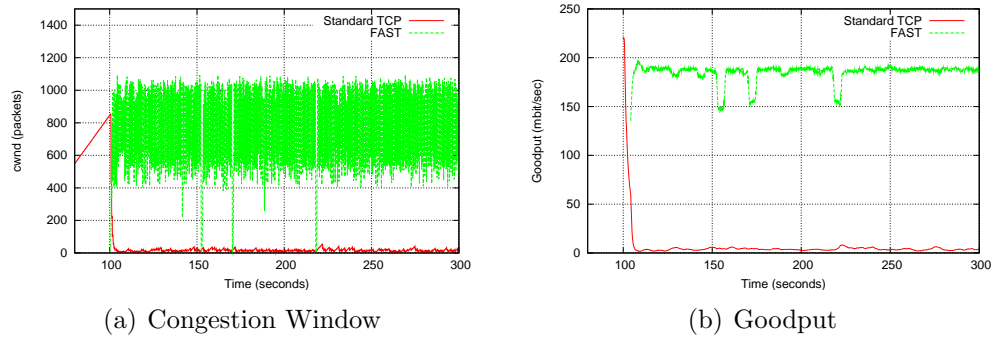 Standard TCP
FAST
cwnd (packets)
1400
1200
1000
800
600
400
200
0
100
150
200
250
300
Time (seconds)
(a) Congestion Window
Standard TCP
FAST
Goodput (mbit/sec)
250
200
150
100
50
0
100
150
200
250
300
Time (seconds)
(b) Goodput